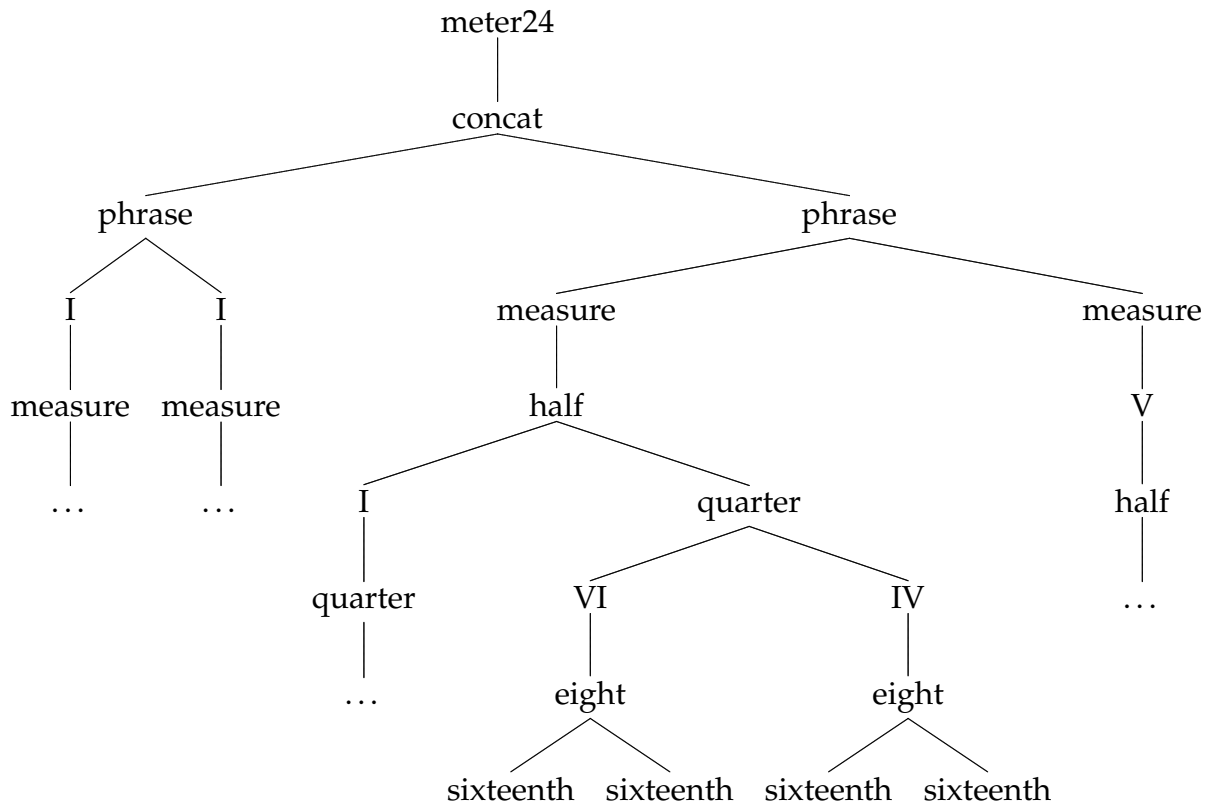 meter24
concat
phrase phrase
I I measure measure
measure measure half V
... ... I quarter half
quarter VI IV ...
... eight eight
sixteenth sixteenth sixteenth sixteenth